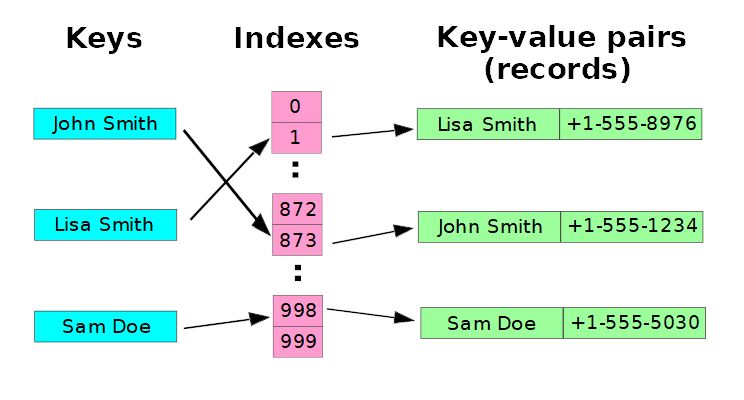 Keys
Indexes
Key-value pairs
(records)
John Smith
Lisa Smith
Sam Doe
0
1
:
872
873
:
998
999
Lisa Smith +1-555-8976
John Smith +1-555-1234
Sam Doe +1-555-5030